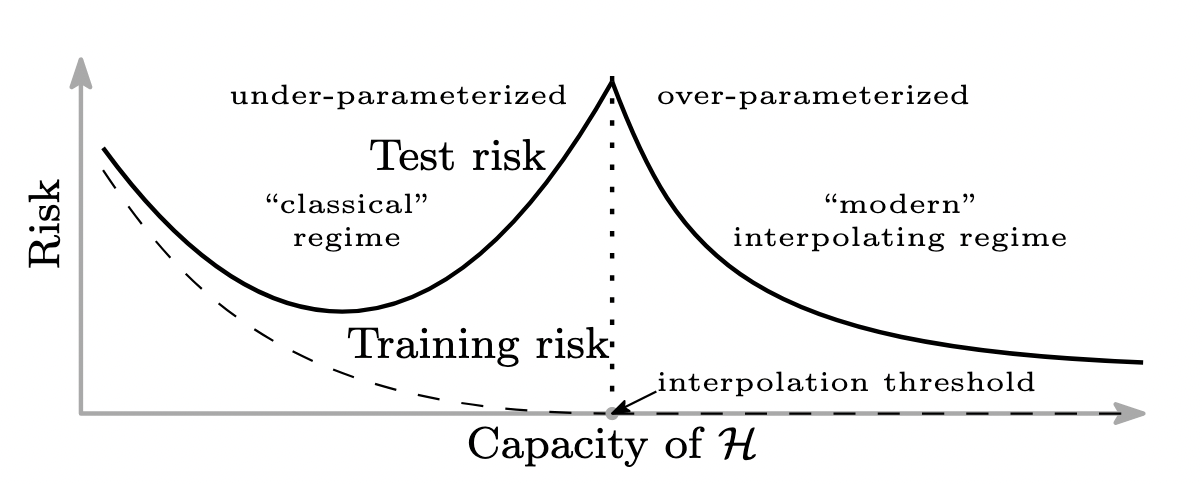 under-parameterized
over-parameterized
Test risk
“classical”
regime
“modern”
interpolating regime
Risk
Training risk
interpolation threshold
Capacity of ℋ